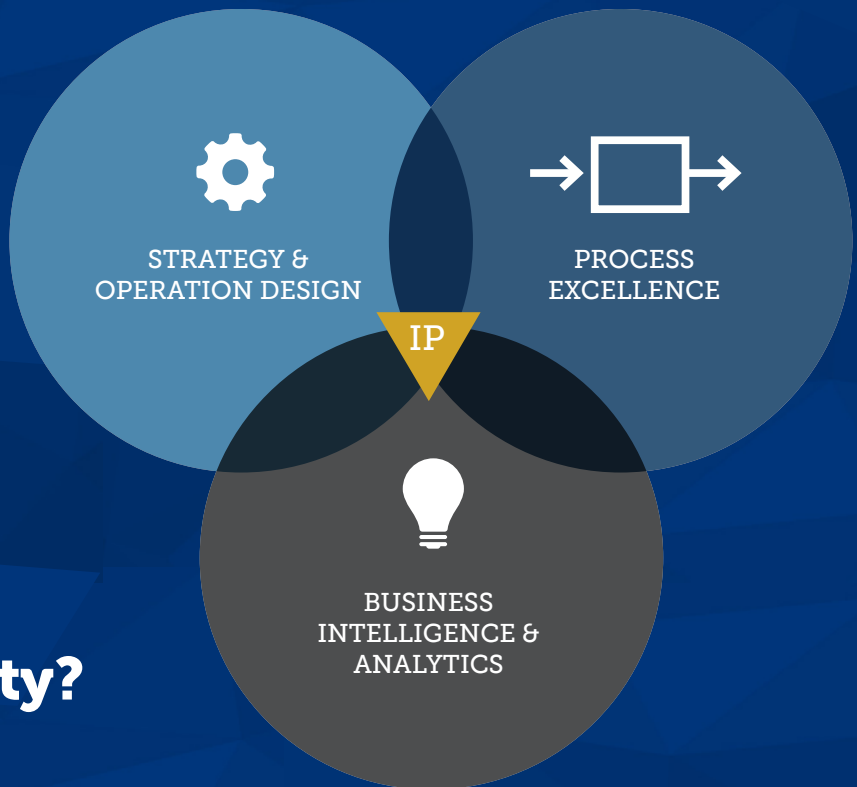 STRATEGY &
OPERATION DESIGN
PROCESS
EXCELLENCE
IP
BUSINESS
INTELLIGENCE &
ANALYTICS
ty?